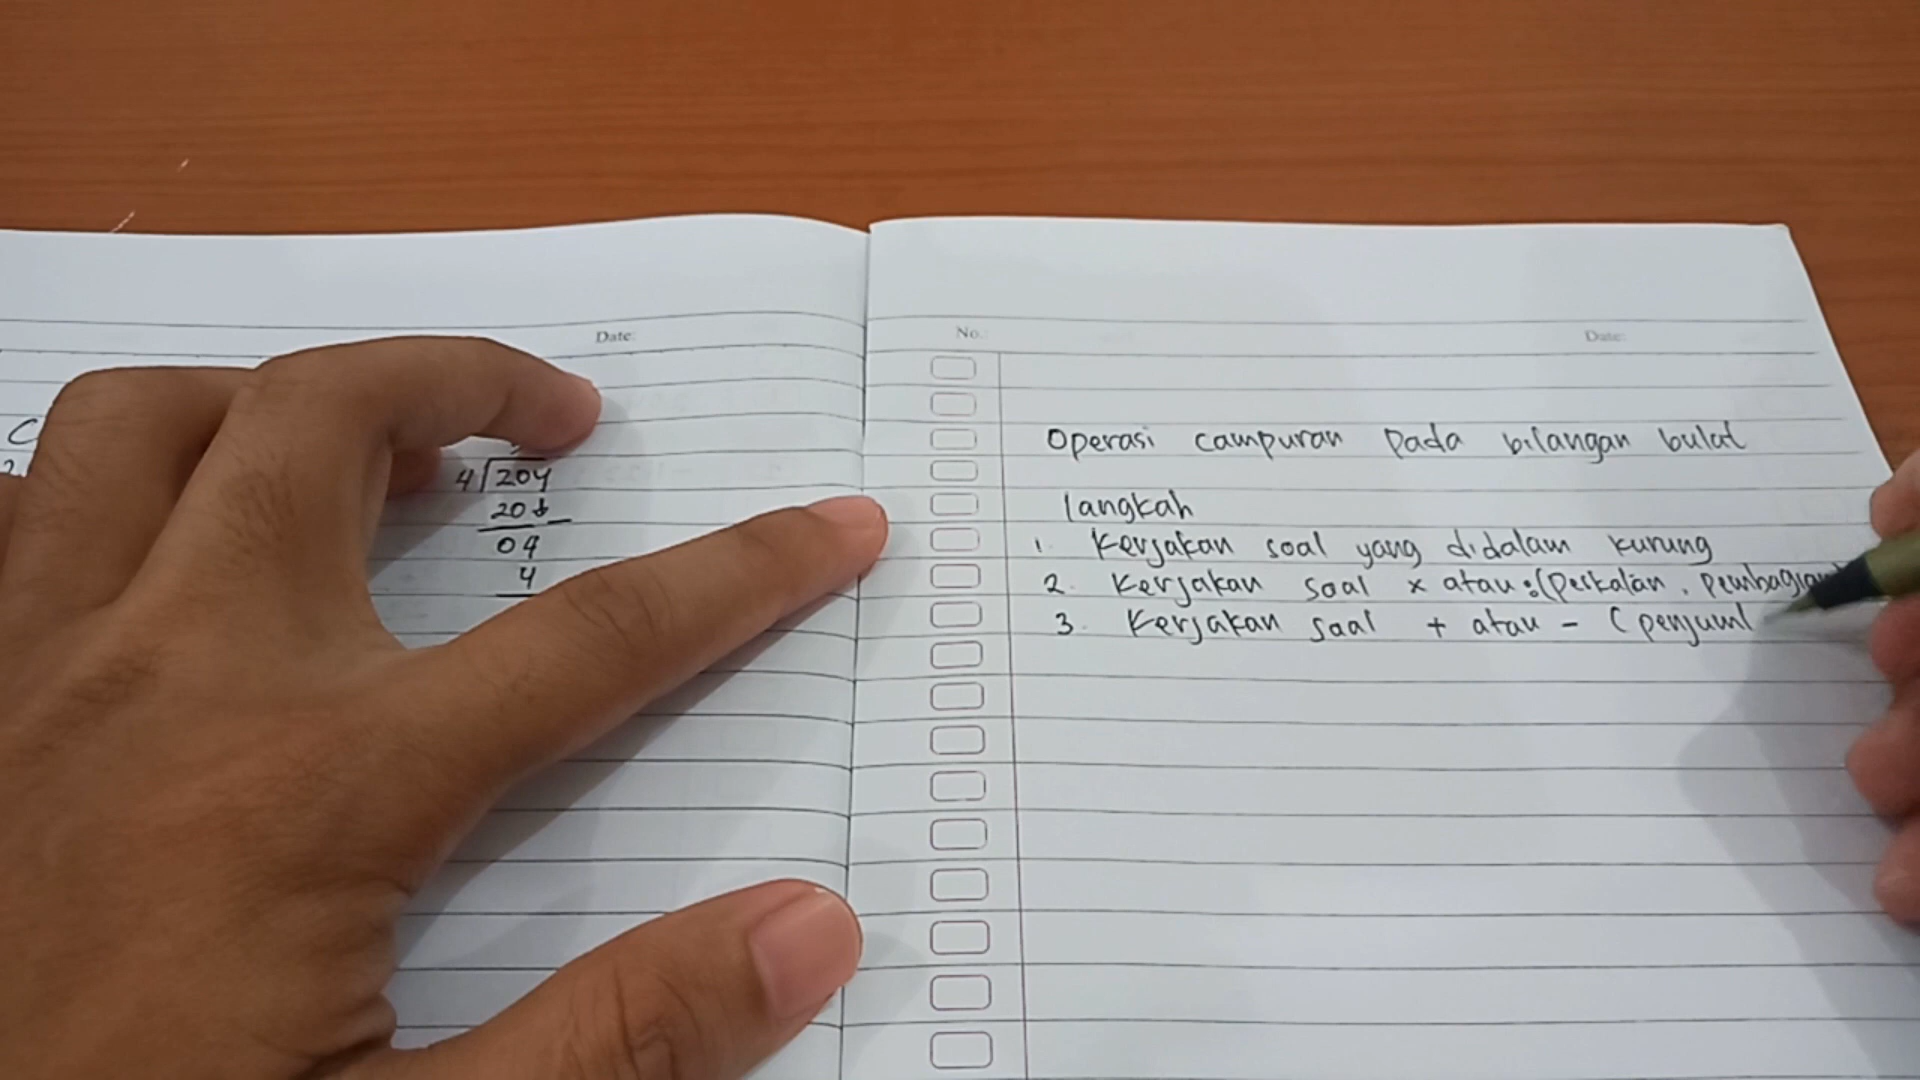 Date:
4 204
20
04
4
No.:
Date:
Operasi campuran pada bilangan bulat
langkah
1. Kerjakan soal yang didalam kurung
2. Kerjakan soal x atau :(perkalian, pembagian)
3. Kerjakan soal + atau - (penjuml